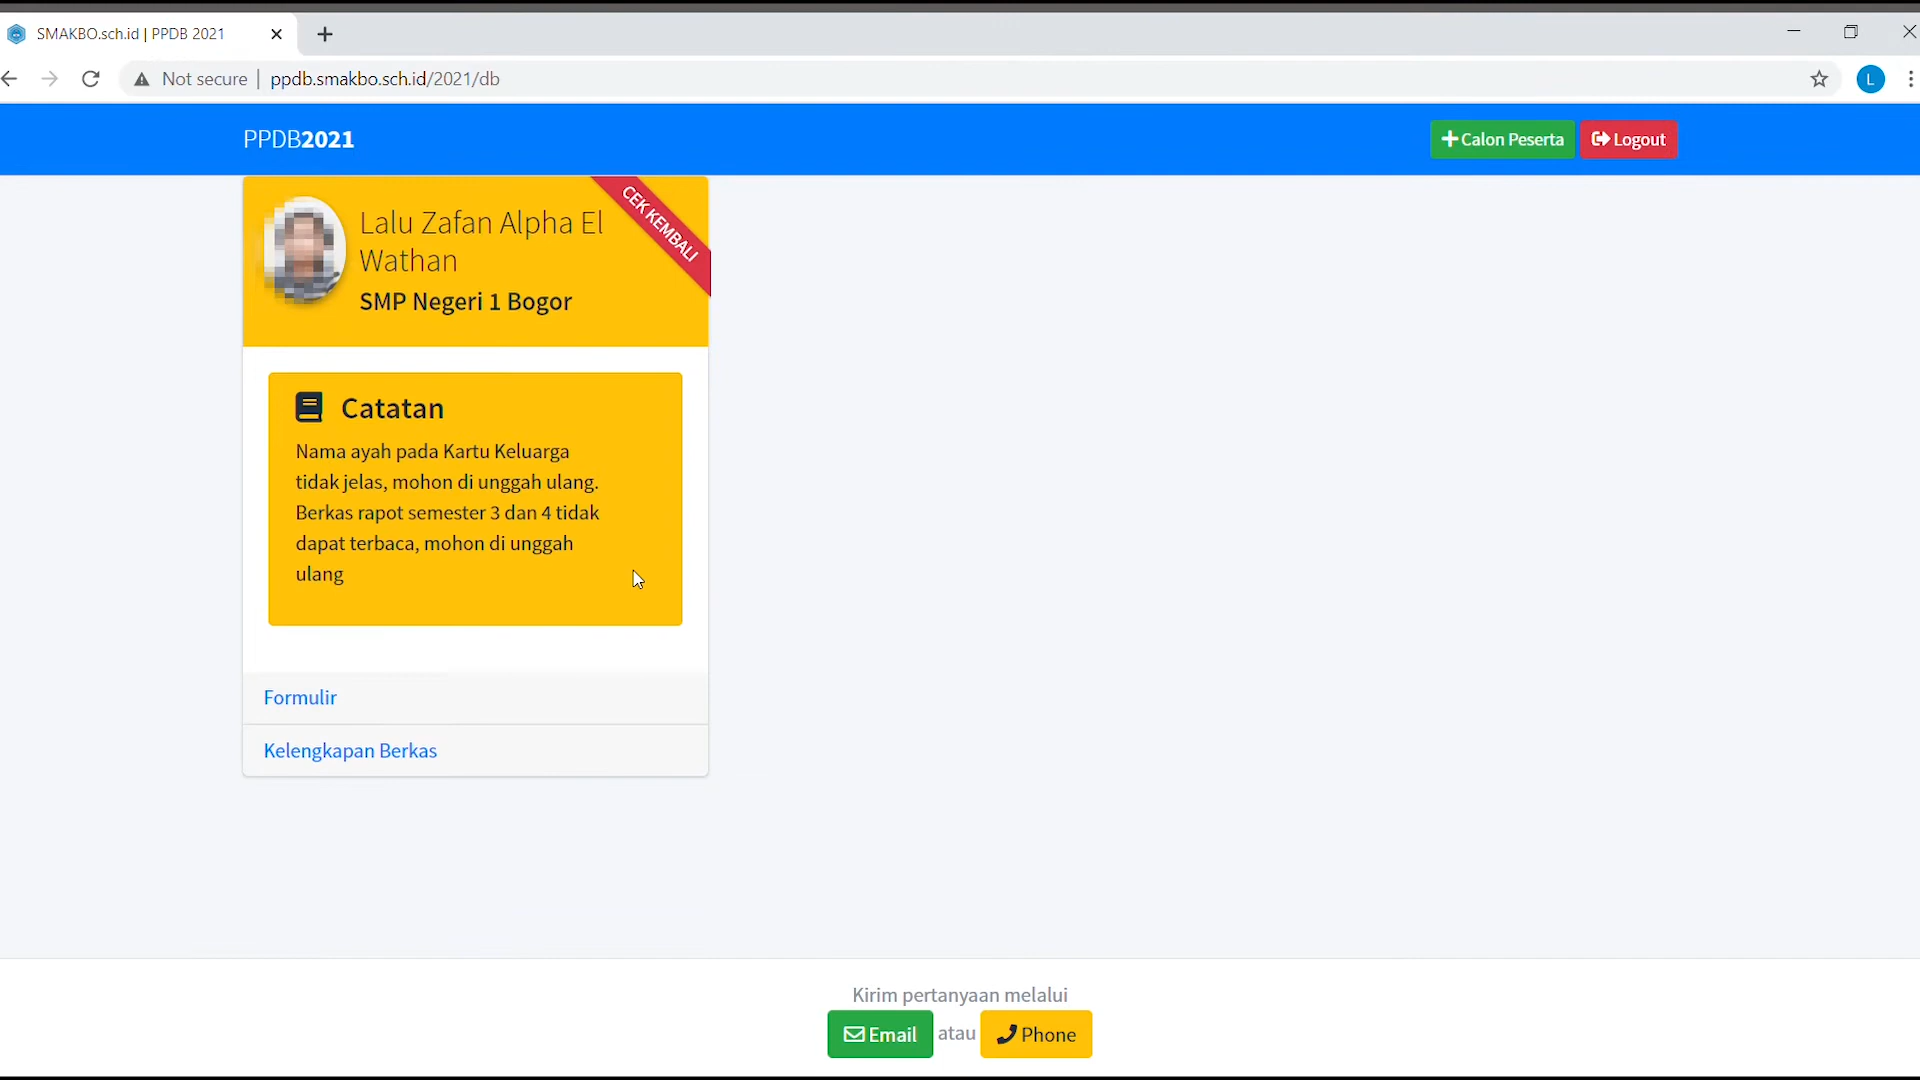 SMAKBO.sch.id | PPDB 2021
Not secure | ppdb.smakbo.sch.id/2021/db
L
PPDB2021
Calon Peserta
Logout
Lalu Zafan Alpha El
Wathan
SMP Negeri 1 Bogor
CEK KEMBALI
Catatan
Nama ayah pada Kartu Keluarga
tidak jelas, mohon di unggah ulang.
Berkas rapot semester 3 dan 4 tidak
dapat terbaca, mohon di unggah
ulang
Formulir
Kelengkapan Berkas
Kirim pertanyaan melalui
Email atau Phone